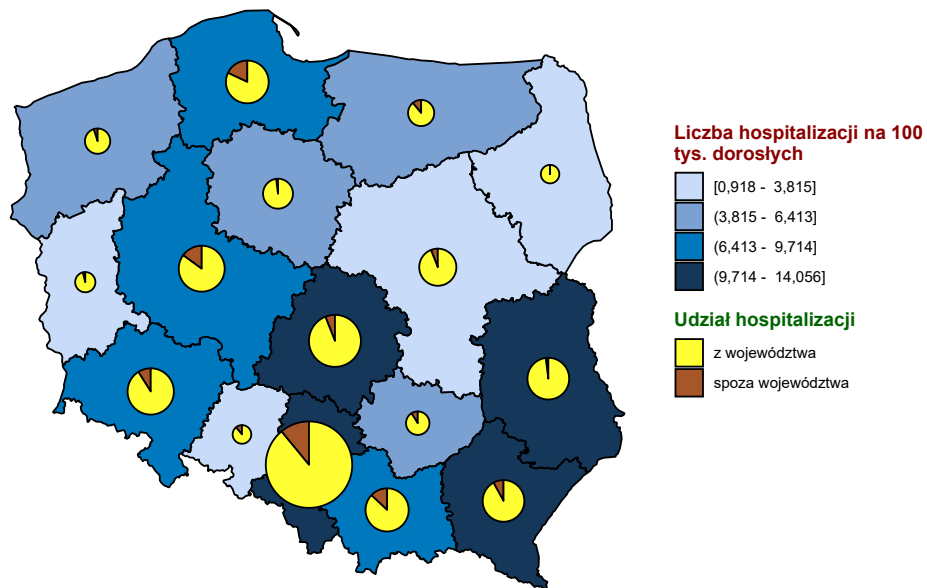 Liczba hospitalizacji na 100
tys. dorosłych
[0,918 - 3,815]
(3,815 - 6,413]
(6,413 - 9,714]
(9,714 - 14,056]
Udział hospitalizacji
z województwa
spoza województwa